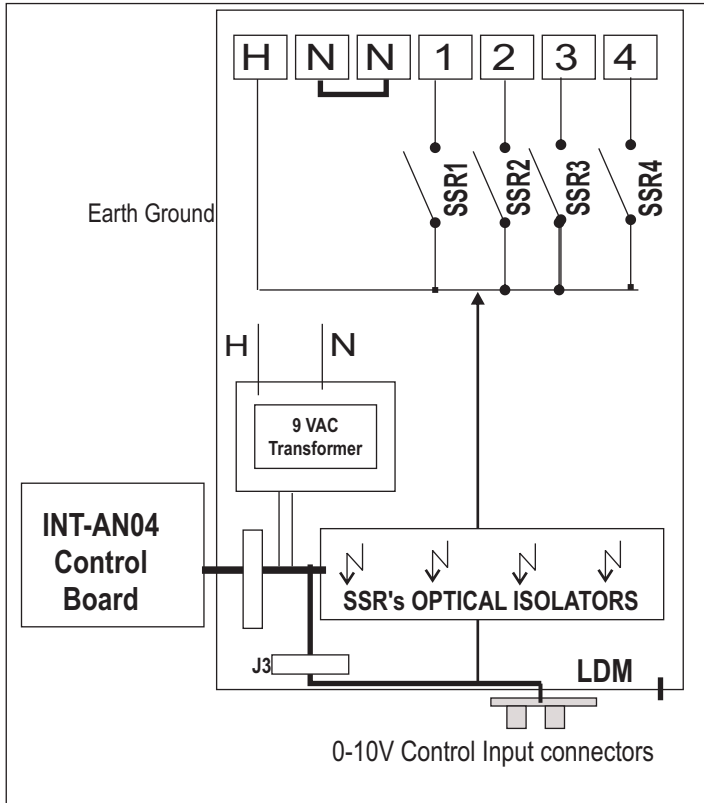 H N N 1 2 3 4
SSR1 SSR2 SSR3 SSR4
Earth Ground
H N
9 VAC
Transformer
INT-AN04
Control
Board
SSR's OPTICAL ISOLATORS
J3
LDM
0-10V Control Input connectors